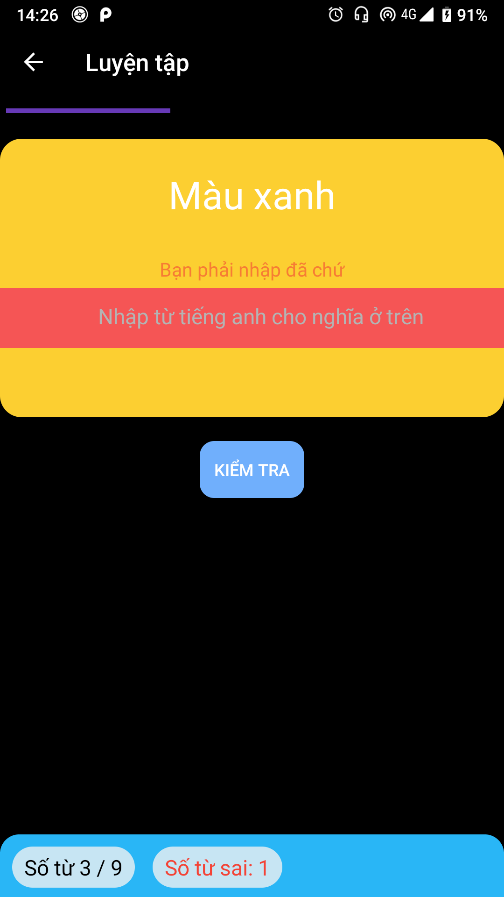 14:26 4G 91%
Luyện tập
Màu xanh
Bạn phải nhập đã chứ
Nhập từ tiếng anh cho nghĩa ở trên
KIỂM TRA
Số từ 3 / 9 Số từ sai: 1